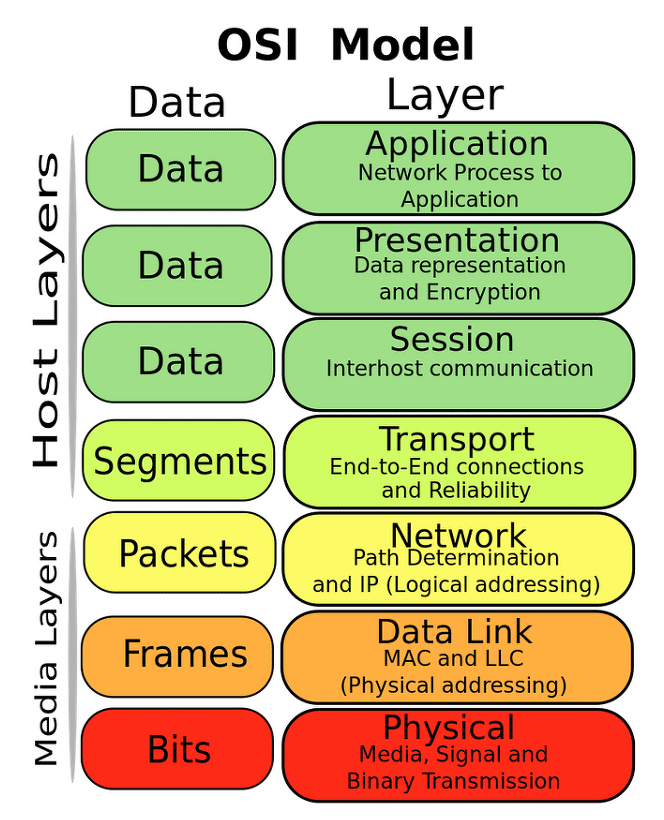 OSI Model
Data
Layer
Host Layers
Data
Application
Network Process to
Application
Data
Presentation
Data representation
and Encryption
Data
Session
Interhost communication
Segments
Transport
End-to-End connections
and Reliability
Media Layers
Packets
Network
Path Determination
and IP (Logical addressing)
Frames
Data Link
MAC and LLC
(Physical addressing)
Bits
Physical
Media, Signal and
Binary Transmission